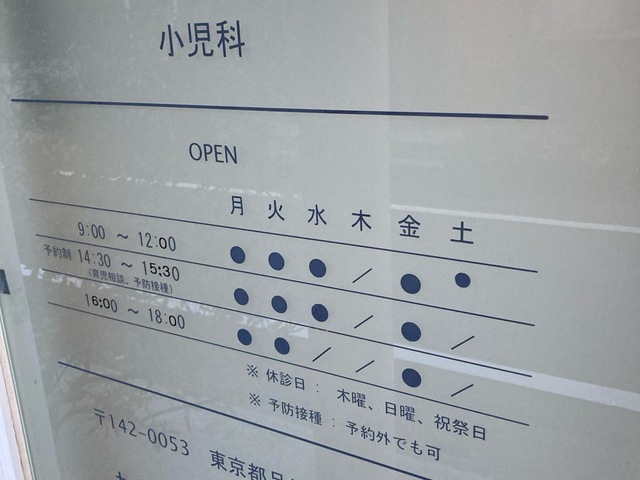 小児科
OPEN
月 火 水 木 金 土
9:00 ～ 12:00 ● ● ● ／ ● ●
予約制 14:30 ～ 15:30 ● ● ● ／ ● ／
(育児相談、予防接種)
16:00 ～ 18:00 ● ● ／ ／ ● ／
※ 休診日 : 木曜、日曜、祝祭日
※ 予防接種 : 予約外でも可
〒142-0053 東京都品